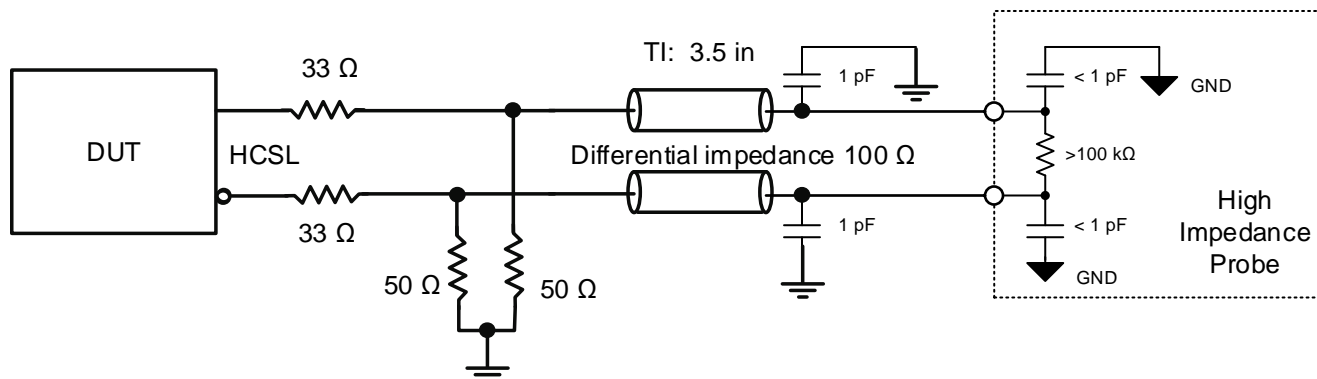 TI: 3.5 in
33 Ω
1 pF
< 1 pF
GND
DUT
HCSL
Differential impedance 100 Ω
>100 kΩ
33 Ω
1 pF
< 1 pF
High
Impedance
Probe
50 Ω
50 Ω
GND